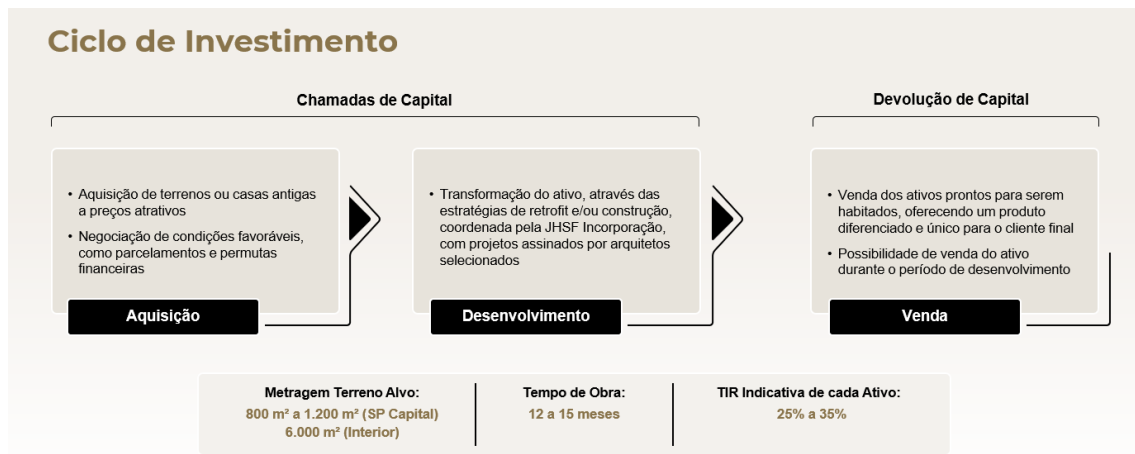 Ciclo de Investimento
Chamadas de Capital
Devolução de Capital
• Aquisição de terrenos ou casas antigas
a preços atrativos
• Negociação de condições favoráveis,
como parcelamentos e permutas
financeiras
Aquisição
• Transformação do ativo, através das
estratégias de retrofit e/ou construção,
coordenada pela JHSF Incorporação,
com projetos assinados por arquitetos
selecionados
Desenvolvimento
• Venda dos ativos prontos para serem
habitados, oferecendo um produto
diferenciado e único para o cliente final
• Possibilidade de venda do ativo
durante o período de desenvolvimento
Venda
Metragem Terreno Alvo:
800 m² a 1.200 m² (SP Capital)
6.000 m² (Interior)
Tempo de Obra:
12 a 15 meses
TIR Indicativa de cada Ativo:
25% a 35%